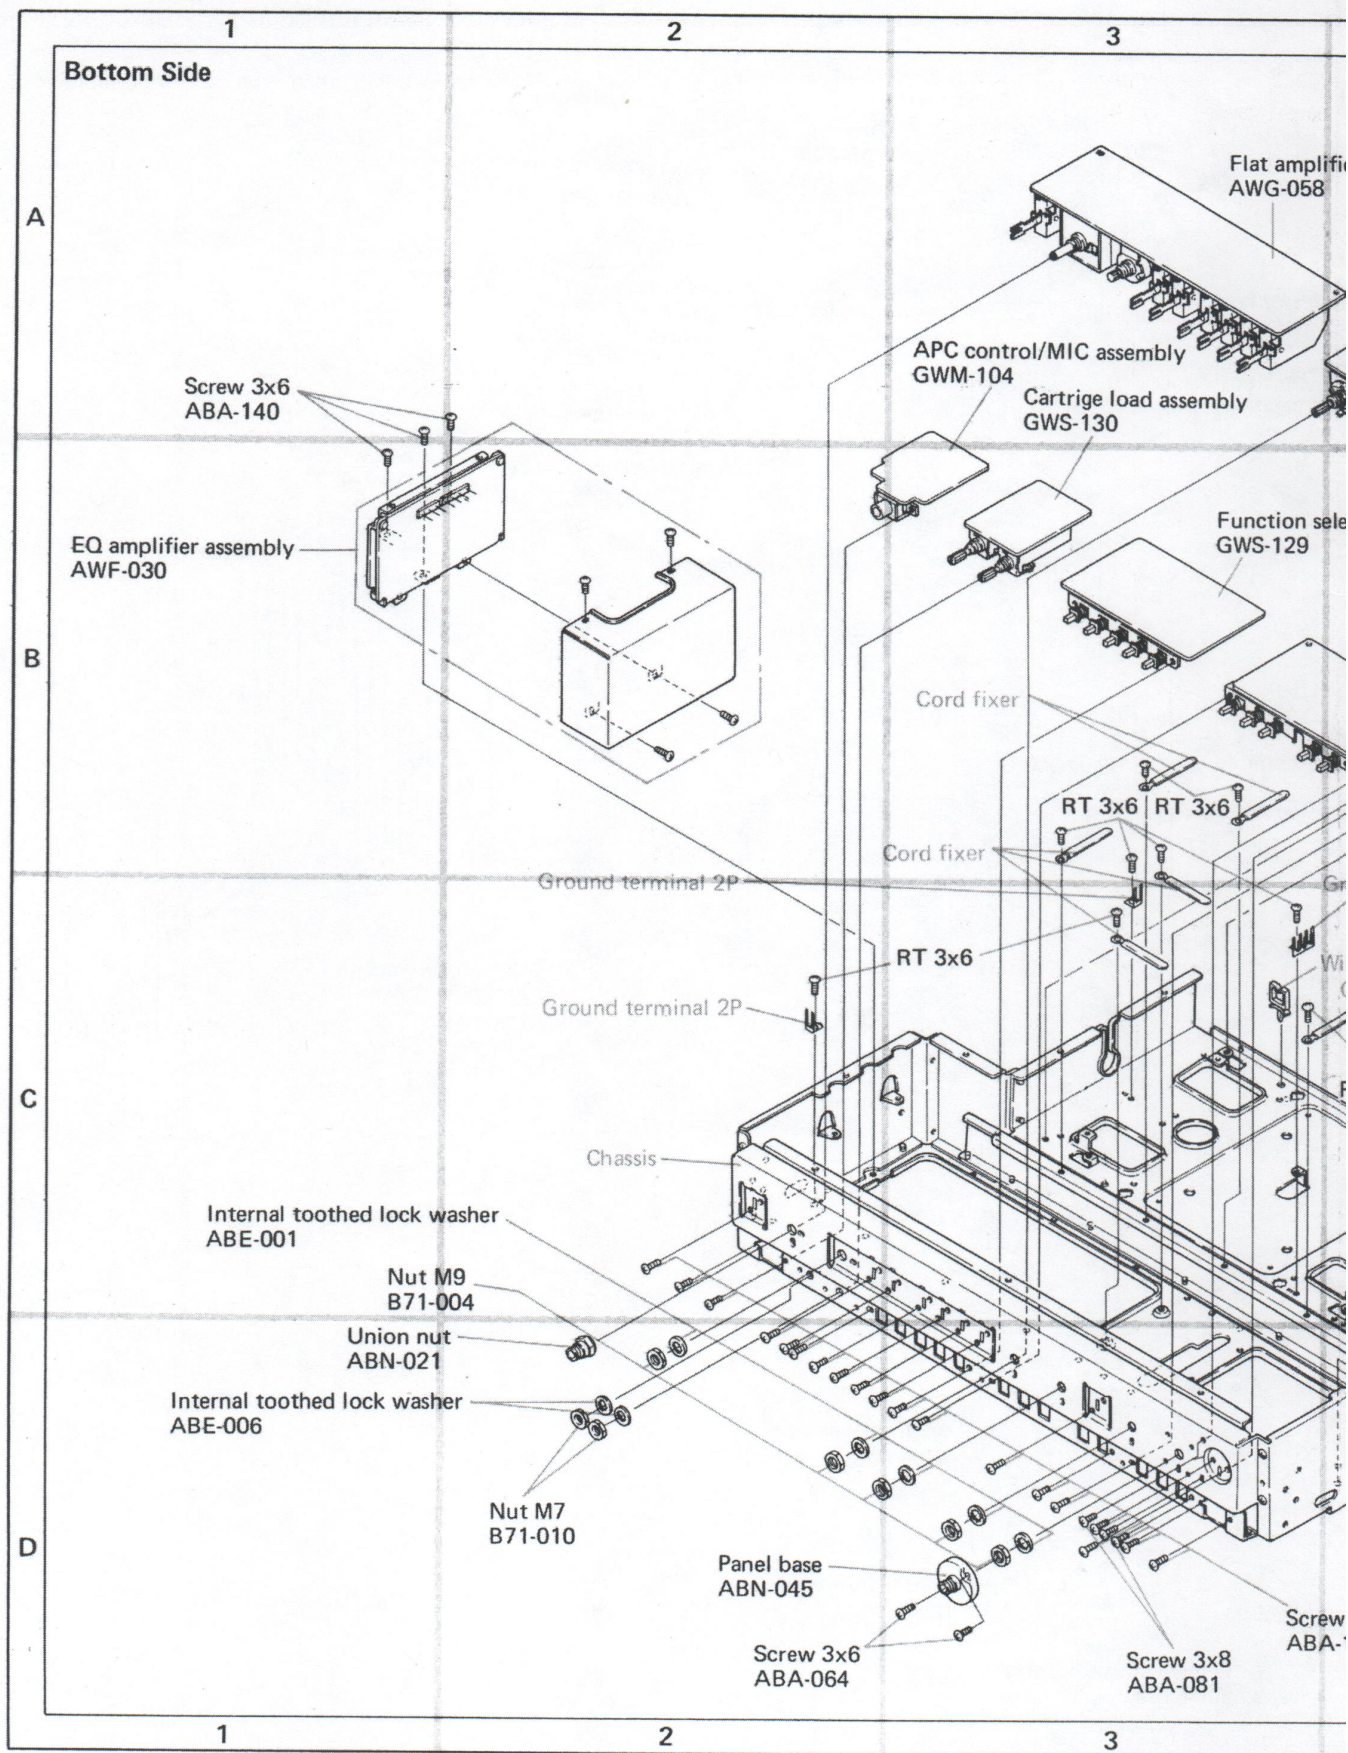 1 2 3
Bottom Side
A
Flat amplifie
AWG-058
APC control/MIC assembly
GWM-104
Screw 3x6
ABA-140
Cartrige load assembly
GWS-130
Function sele
GWS-129
EQ amplifier assembly
AWF-030
B
Cord fixer
RT 3x6 RT 3x6
Cord fixer
Ground terminal 2P
Gr
RT 3x6
Wi
Ground terminal 2P
C
Chassis
Internal toothed lock washer
ABE-001
Nut M9
B71-004
Union nut
ABN-021
Internal toothed lock washer
ABE-006
Nut M7
B71-010
D
Panel base
ABN-045
Screw 3x6
ABA-064
Screw 3x8
ABA-081
Screw
ABA-1
1 2 3